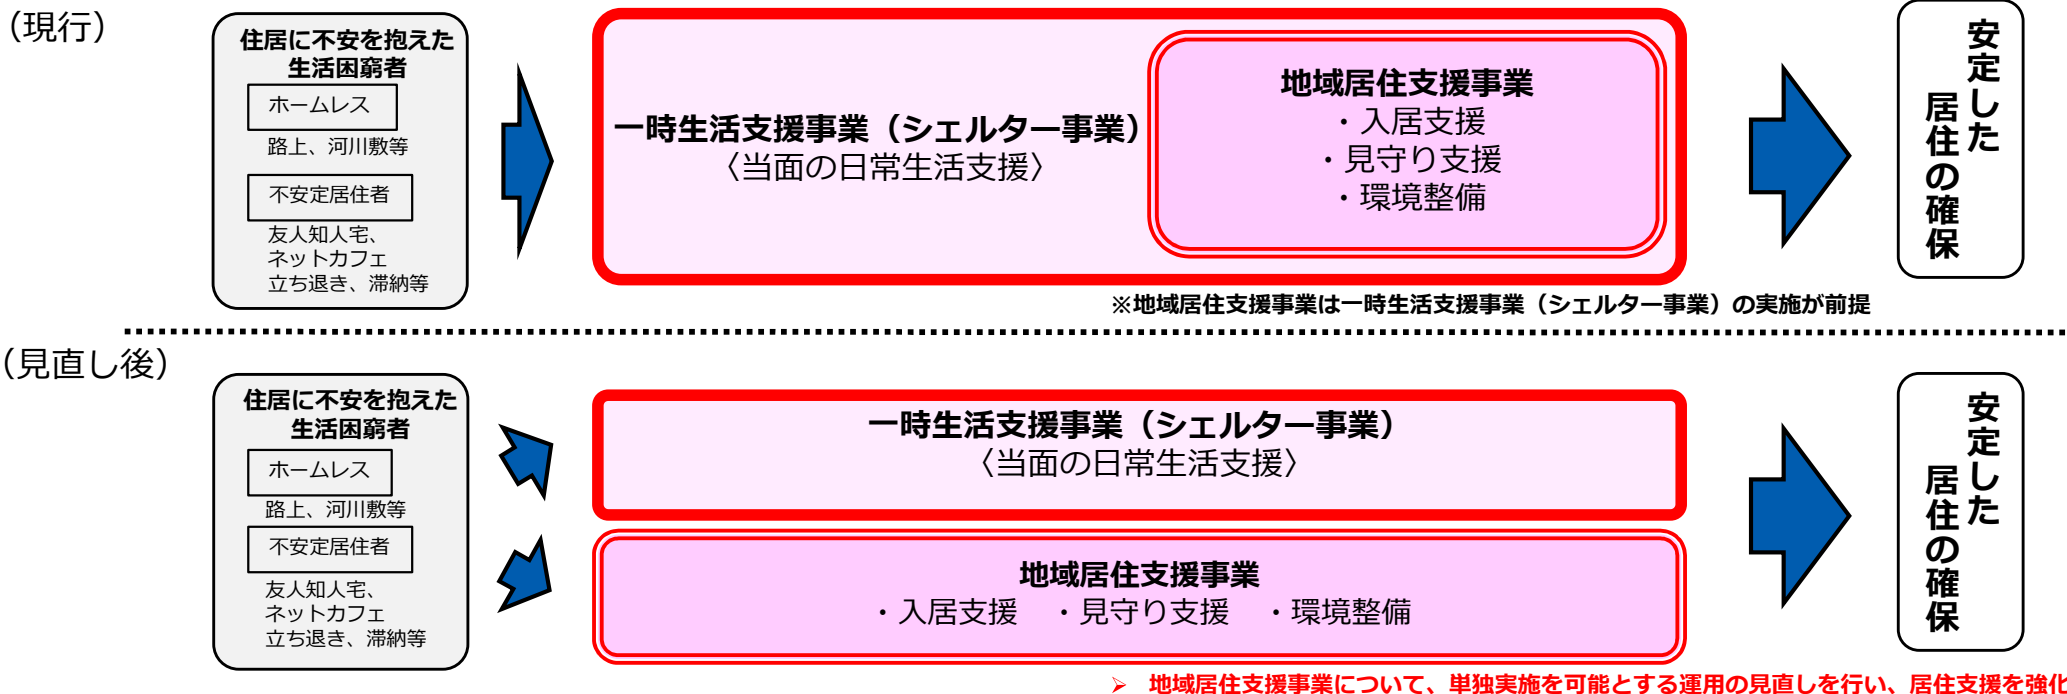 （現行）
住居に不安を抱えた
生活困窮者
ホームレス
路上、河川敷等
不安定居住者
友人知人宅、
ネットカフェ
立ち退き、滞納等
一時生活支援事業（シェルター事業）
〈当面の日常生活支援〉
地域居住支援事業
・入居支援
・見守り支援
・環境整備
安定した
居住の確保
※地域居住支援事業は一時生活支援事業（シェルター事業）の実施が前提
（見直し後）
住居に不安を抱えた
生活困窮者
ホームレス
路上、河川敷等
不安定居住者
友人知人宅、
ネットカフェ
立ち退き、滞納等
一時生活支援事業（シェルター事業）
〈当面の日常生活支援〉
地域居住支援事業
・入居支援　・見守り支援　・環境整備
安定した
居住の確保
➢ 地域居住支援事業について、単独実施を可能とする運用の見直しを行い、居住支援を強化